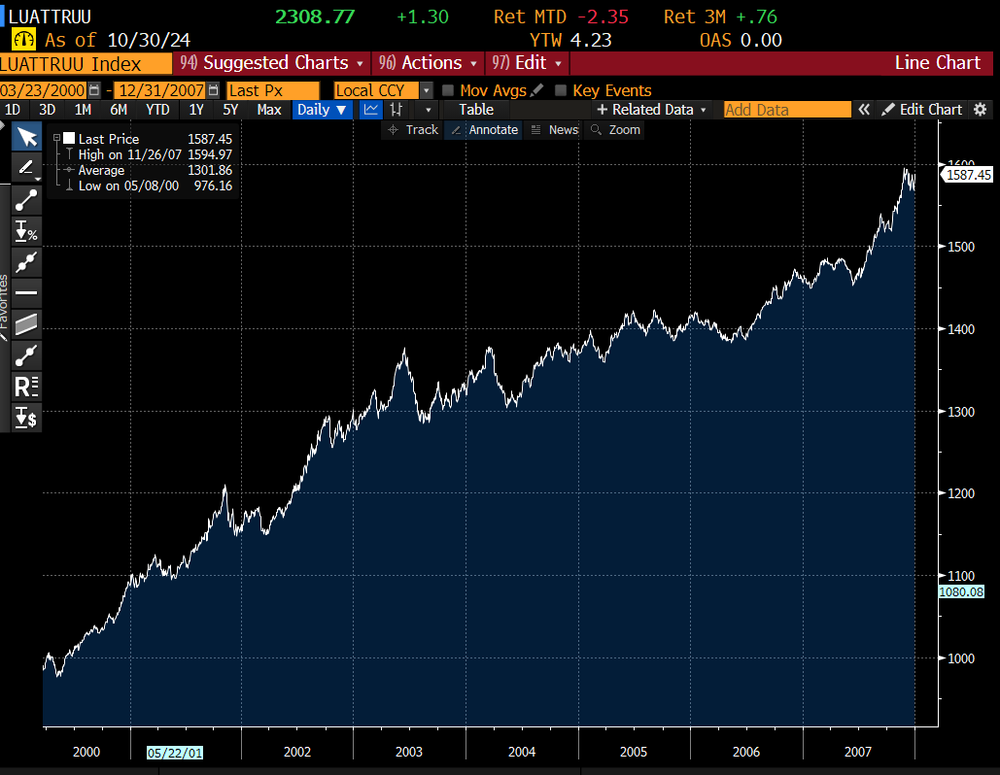 LUATTRUU 2308.77 +1.30 Ret MTD -2.35 Ret 3M +.76
As of 10/30/24 YTW 4.23 OAS 0.00
LUATTRUU Index 94) Suggested Charts 96) Actions 97) Edit Line Chart
03/23/2000 - 12/31/2007 Last Px Local CCY Mov Avgs Key Events
1D 3D 1M 6M YTD 1Y 5Y Max Daily ▼ Table + Related Data Add Data « Edit Chart
Track Annotate News Zoom
Last Price 1587.45
High on 11/26/07 1594.97
Average 1301.86
Low on 05/08/00 976.16
1600
1587.45
1500
1400
1300
1200
1100
1080.08
1000
Favorites
%
R
$
2000 05/22/01 2002 2003 2004 2005 2006 2007